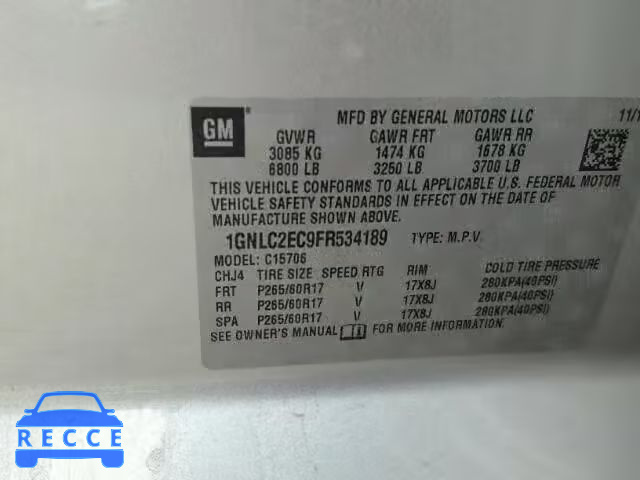 GM
MFD BY GENERAL MOTORS LLC 11/1
GVWR GAWR FRT GAWR RR
3085 KG 1474 KG 1678 KG
6800 LB 3250 LB 3700 LB
THIS VEHICLE CONFORMS TO ALL APPLICABLE U.S. FEDERAL MOTOR
VEHICLE SAFETY STANDARDS IN EFFECT ON THE DATE OF
MANUFACTURE SHOWN ABOVE.
1GNLC2EC9FR534189 TYPE: M.P.V.
MODEL: C15706
CHJ4 TIRE SIZE SPEED RTG RIM COLD TIRE PRESSURE
FRT P265/60R17 V 17X8J 280KPA(40PSI)
RR P265/60R17 V 17X8J 280KPA(40PSI)
SPA P265/60R17 V 17X8J 280KPA(40PSI)
SEE OWNER'S MANUAL FOR MORE INFORMATION.
RECCE